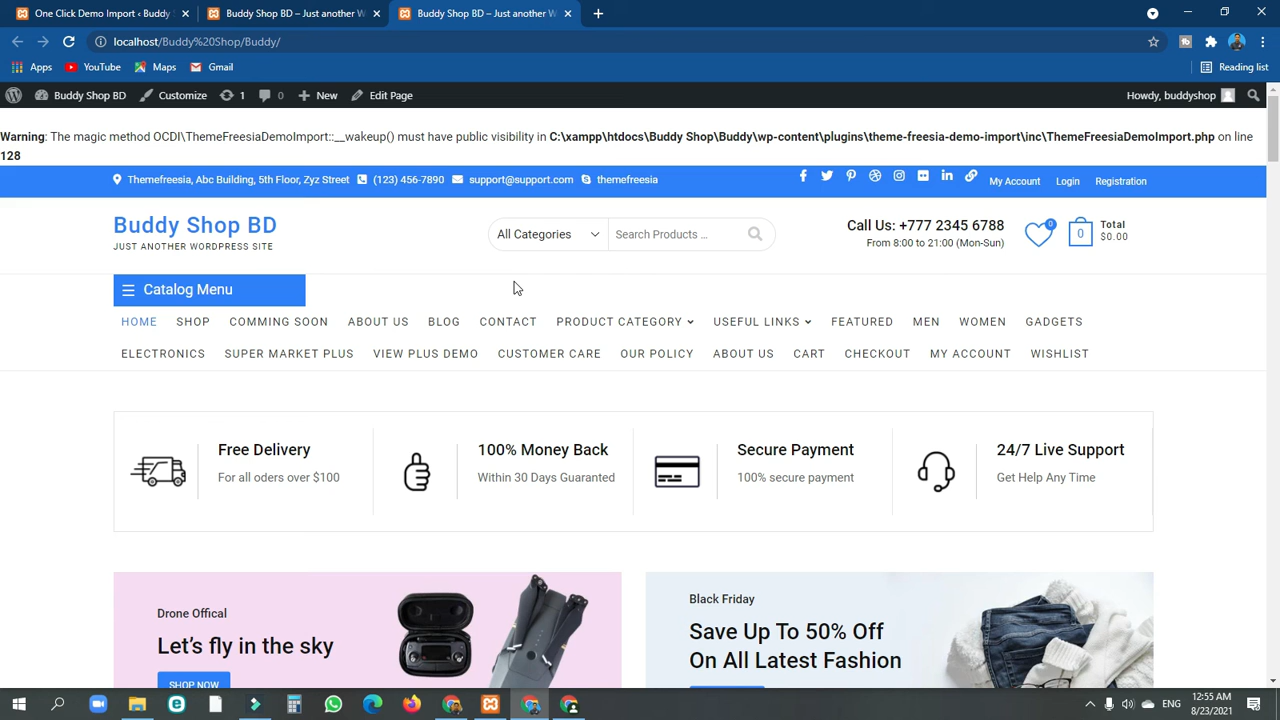 One Click Demo Import ‹ Buddy S
Buddy Shop BD – Just another W
Buddy Shop BD – Just another W
localhost/Buddy%20Shop/Buddy/
Apps
YouTube
Maps
Gmail
Reading list
Buddy Shop BD
Customize
1
0
New
Edit Page
Howdy, buddyshop
Warning: The magic method OCDI\ThemeFreesiaDemoImport::__wakeup() must have public visibility in C:\xampp\htdocs\Buddy Shop\Buddy\wp-content\plugins\theme-freesia-demo-import\inc\ThemeFreesiaDemoImport.php on line
128
Themefreesia, Abc Building, 5th Floor, Zyz Street
(123) 456-7890
support@support.com
themefreesia
My Account
Login
Registration
Buddy Shop BD
JUST ANOTHER WORDPRESS SITE
All Categories
Search Products …
Call Us: +777 2345 6788
From 8:00 to 21:00 (Mon-Sun)
0
0
Total
$0.00
Catalog Menu
HOME SHOP COMMING SOON ABOUT US BLOG CONTACT PRODUCT CATEGORY USEFUL LINKS FEATURED MEN WOMEN GADGETS
ELECTRONICS SUPER MARKET PLUS VIEW PLUS DEMO CUSTOMER CARE OUR POLICY ABOUT US CART CHECKOUT MY ACCOUNT WISHLIST
Free Delivery
For all oders over $100
100% Money Back
Within 30 Days Guaranted
Secure Payment
100% secure payment
24/7 Live Support
Get Help Any Time
Drone Offical
Let's fly in the sky
SHOP NOW
Black Friday
Save Up To 50% Off
On All Latest Fashion
ENG
12:55 AM
8/23/2021